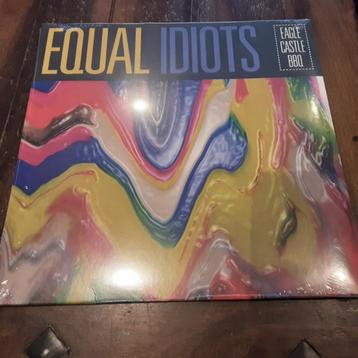 EQUAL IDIOTS
EAGLE
CASTLE
BBQ